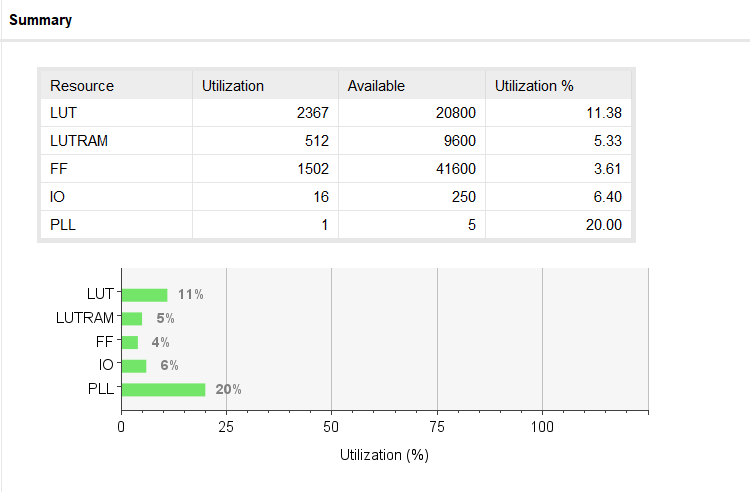 Summary
Resource Utilization Available Utilization %
LUT 2367 20800 11.38
LUTRAM 512 9600 5.33
FF 1502 41600 3.61
IO 16 250 6.40
PLL 1 5 20.00
LUT 11%
LUTRAM 5%
FF 4%
IO 6%
PLL 20%
0 25 50 75 100
Utilization (%)